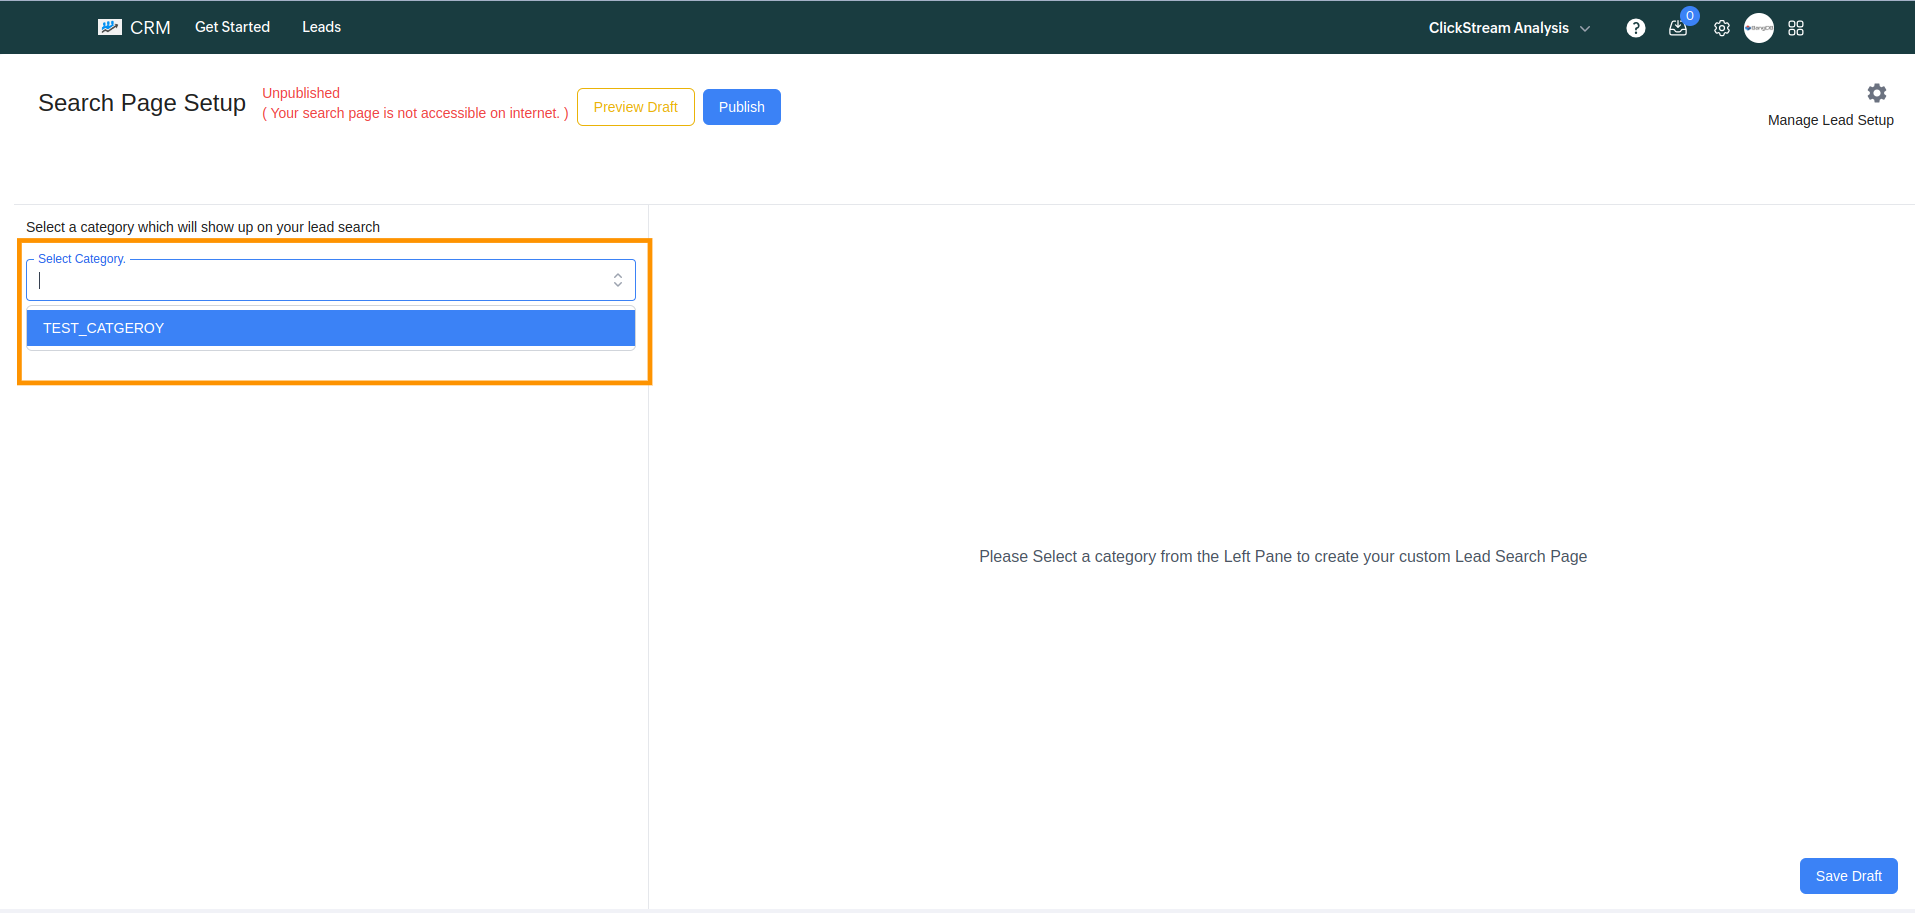 CRM
Get Started
Leads
ClickStream Analysis
?
0
BangDB
Search Page Setup
Unpublished
( Your search page is not accessible on internet. )
Preview Draft
Publish
Manage Lead Setup
Select a category which will show up on your lead search
Select Category.
TEST_CATGEROY
Please Select a category from the Left Pane to create your custom Lead Search Page
Save Draft